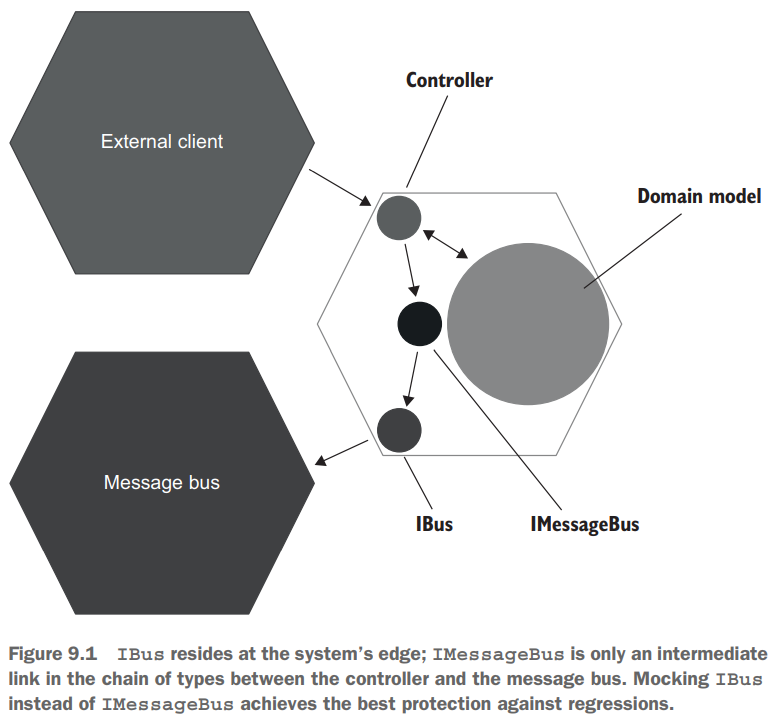 External client
Controller
Domain model
Message bus
IBus
IMessageBus
Figure 9.1 IBus resides at the system’s edge; IMessageBus is only an intermediate
link in the chain of types between the controller and the message bus. Mocking IBus
instead of IMessageBus achieves the best protection against regressions.